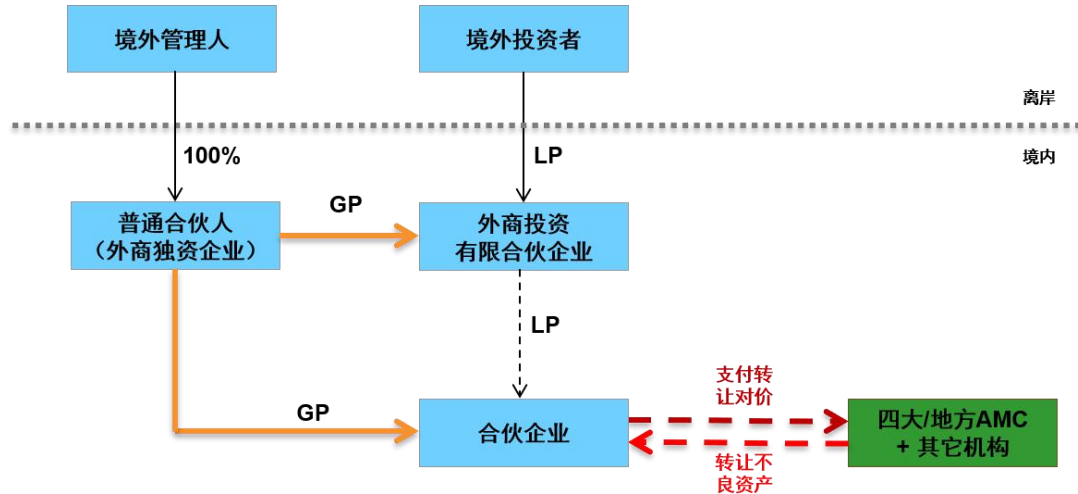 境外管理人
境外投资者
离岸
境内
100%
LP
普通合伙人
（外商独资企业）
GP
外商投资
有限合伙企业
LP
GP
合伙企业
支付转
让对价
转让不
良资产
四大/地方AMC
+ 其它机构